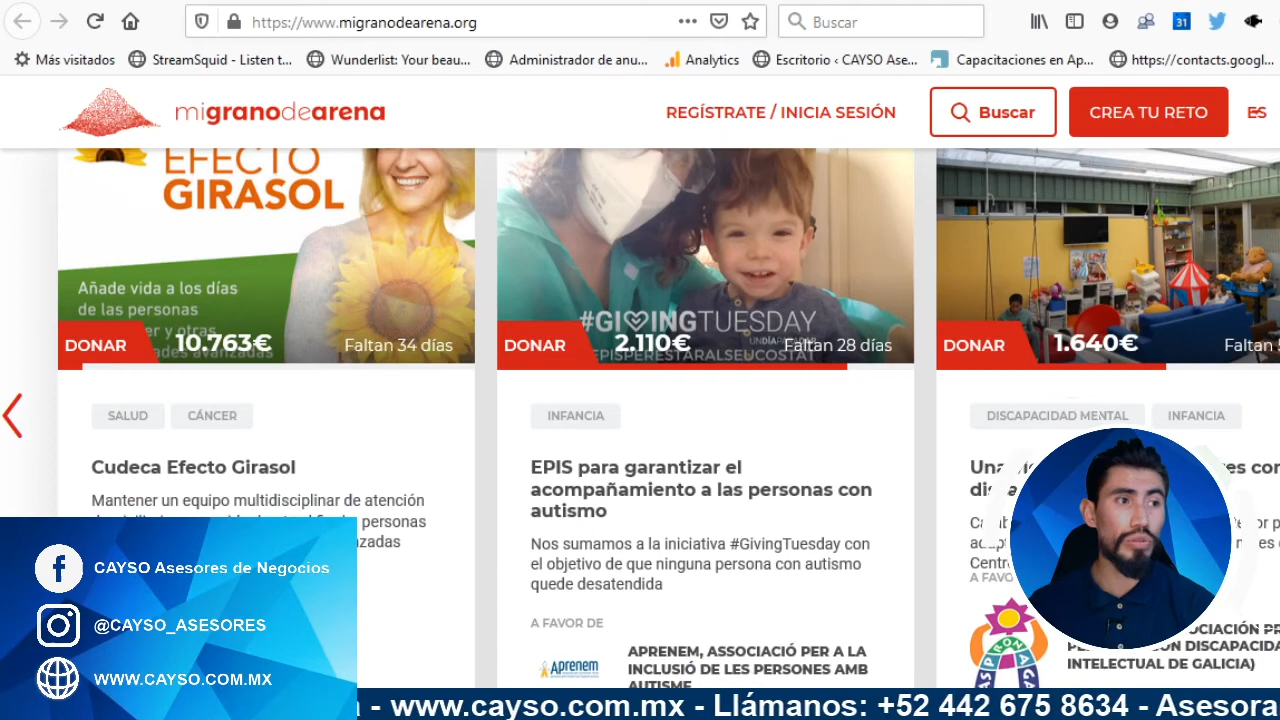 https://www.migranodearena.org
Buscar
31
Más visitados
StreamSquid - Listen t...
Wunderlist: Your beau...
Administrador de anu...
Analytics
Escritorio ‹ CAYSO Ase...
Capacitaciones en Ap...
https://contacts.googl...
migranodearena
REGÍSTRATE / INICIA SESIÓN
Buscar
CREA TU RETO
ES
EFECTO
GIRASOL
Añade vida a los días
de las personas
DONAR
10.763€
Faltan 34 días
SALUD
CÁNCER
Cudeca Efecto Girasol
Mantener un equipo multidisciplinar de atención
personas
#GIVINGTUESDAY
DONAR
2.110€
Faltan 28 días
INFANCIA
EPIS para garantizar el
acompañamiento a las personas con
autismo
Nos sumamos a la iniciativa #GivingTuesday con
el objetivo de que ninguna persona con autismo
quede desatendida
A FAVOR DE
Aprenem
APRENEM, ASSOCIACIÓ PER A LA
INCLUSIÓ DE LES PERSONES AMB
AUTISME
DONAR
1.640€
Faltan
DISCAPACIDAD MENTAL
INFANCIA
INTELECTUAL DE GALICIA)
CAYSO Asesores de Negocios
@CAYSO_ASESORES
WWW.CAYSO.COM.MX
- www.cayso.com.mx - Llámanos: +52 442 675 8634 - Asesora